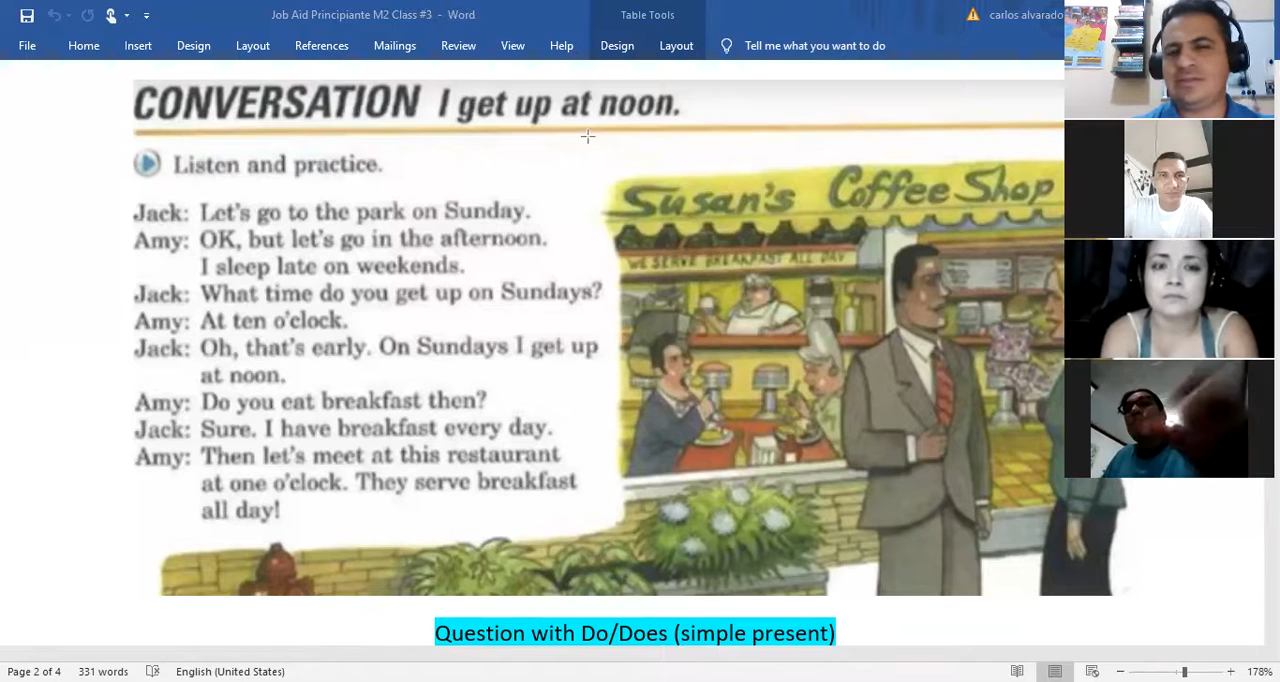 Job Aid Principiante M2 Class #3 - Word
Table Tools
carlos alvarado
File Home Insert Design Layout References Mailings Review View Help Design Layout Tell me what you want to do
CONVERSATION I get up at noon.
Listen and practice.
Jack: Let's go to the park on Sunday.
Amy: OK, but let's go in the afternoon.
I sleep late on weekends.
Jack: What time do you get up on Sundays?
Amy: At ten o'clock.
Jack: Oh, that's early. On Sundays I get up
at noon.
Amy: Do you eat breakfast then?
Jack: Sure. I have breakfast every day.
Amy: Then let's meet at this restaurant
at one o'clock. They serve breakfast
all day!
Susan's Coffee Shop
WE SERVE BREAKFAST ALL DAY
Question with Do/Does (simple present)
Page 2 of 4 331 words English (United States) 178%